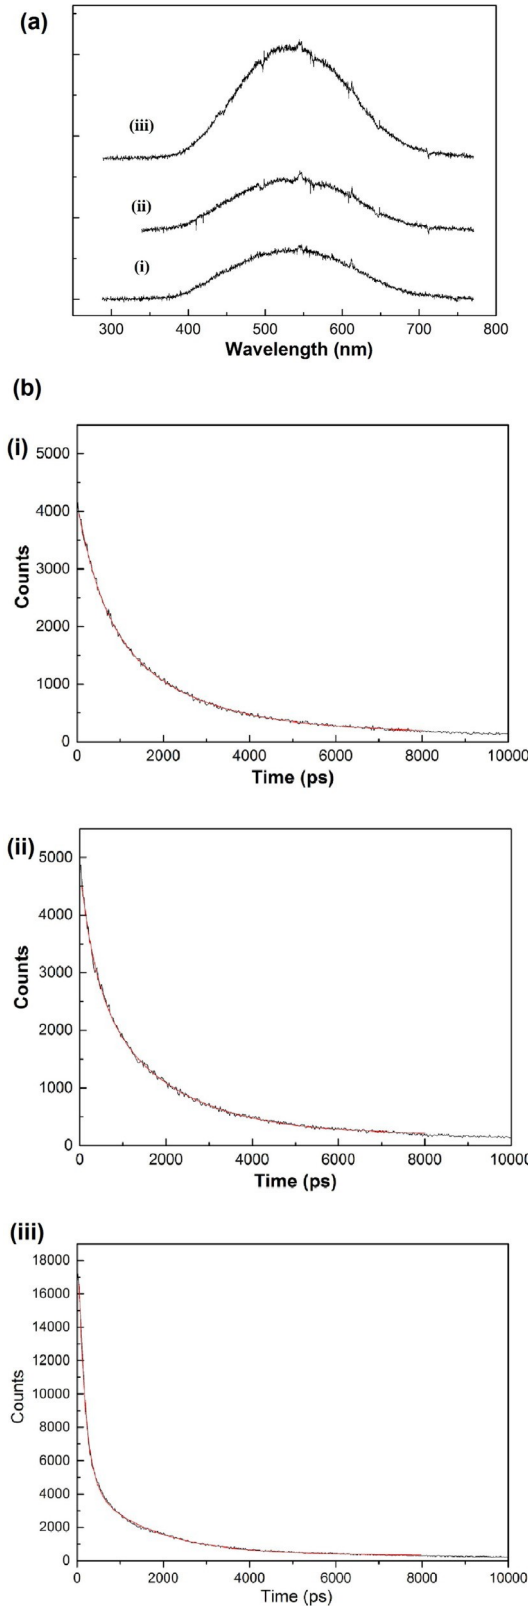 (a)
(iii)
(ii)
(i)
300 400 500 600 700 800
Wavelength (nm)
(b)
(i)
5000
4000
3000
2000
1000
0
Counts
0 2000 4000 6000 8000 10000
Time (ps)
(ii)
5000
4000
3000
2000
1000
0
Counts
0 2000 4000 6000 8000 10000
Time (ps)
(iii)
18000
16000
14000
12000
10000
8000
6000
4000
2000
0
Counts
0 2000 4000 6000 8000 10000
Time (ps)